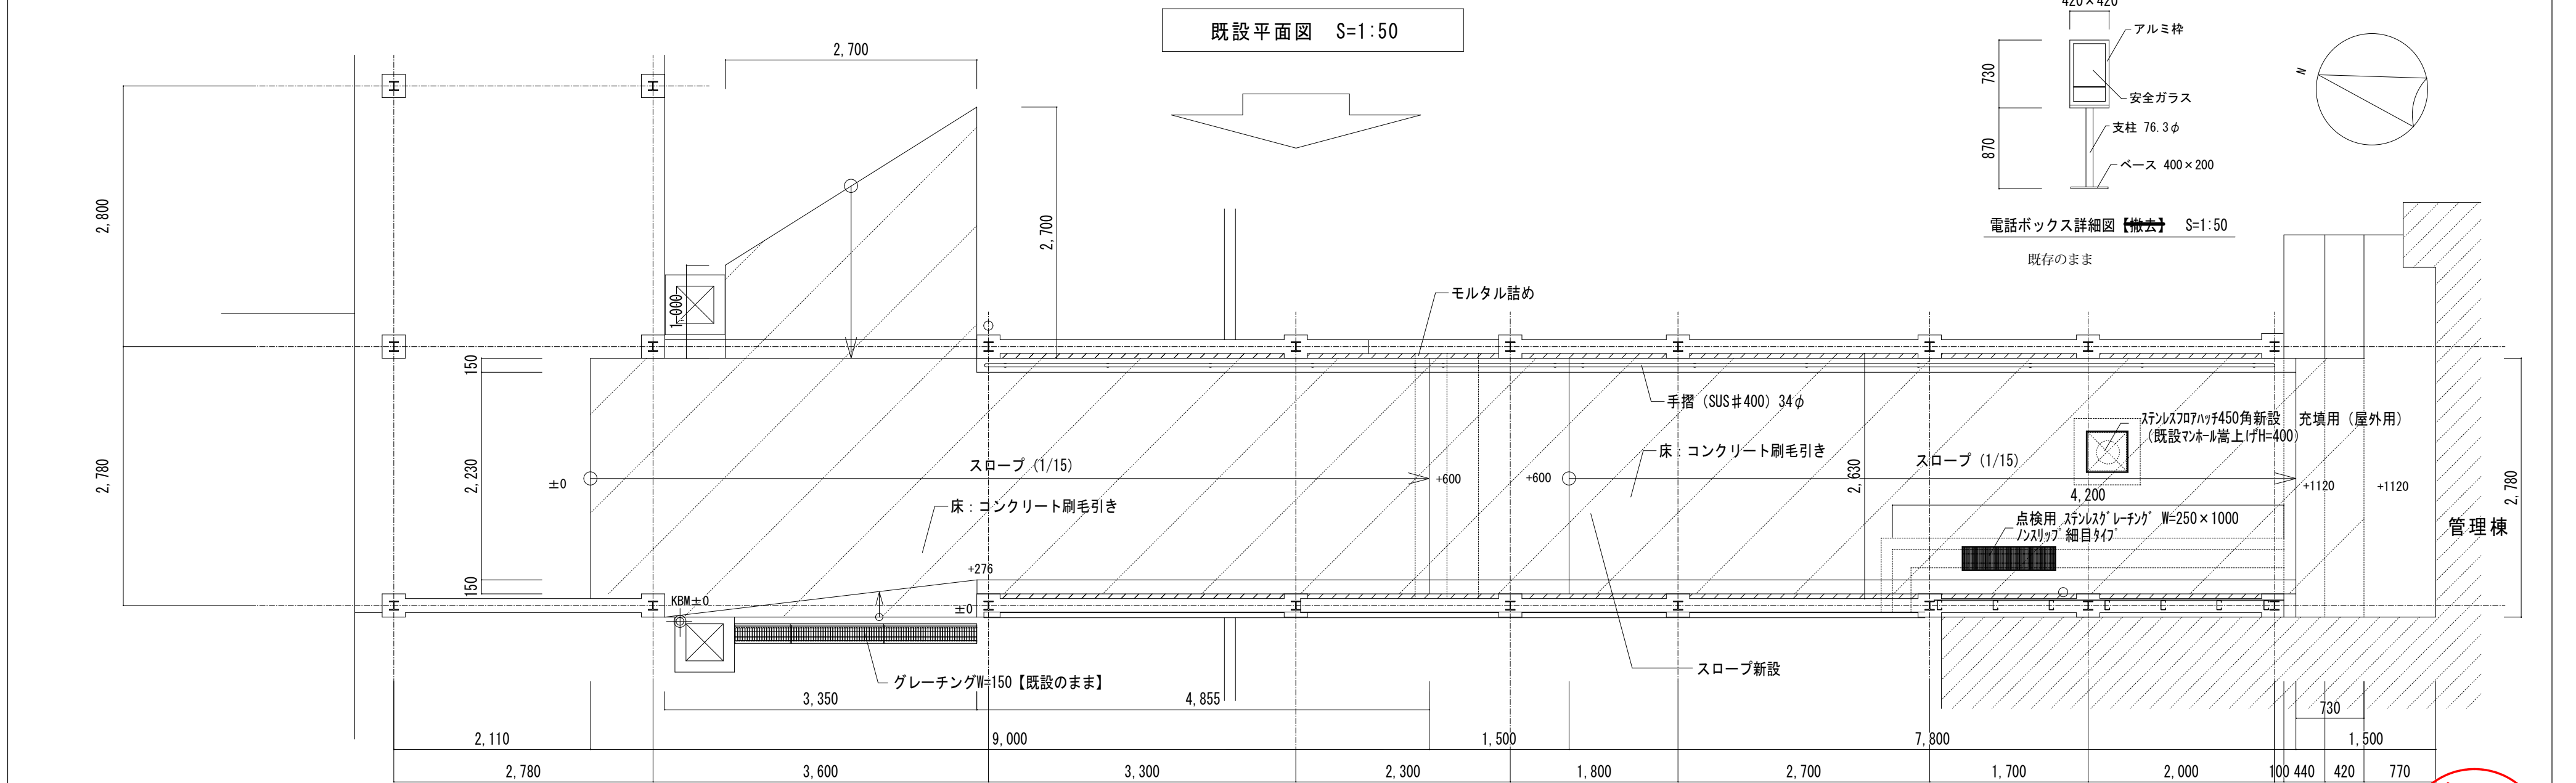 既設平面図 S=1:50
420×420
アルミ枠
730
安全ガラス
支柱 76.3φ
870
ベース 400×200
N
電話ボックス詳細図【撤去】 S=1:50
既存のまま
2,700
2,800
2,700
1,000
モルタル詰め
150
手摺（SUS♯400）34φ
ステンレスフロアハッチ450角新設 充填用（屋外用）
（既設マンホール嵩上げH=400）
床：コンクリート刷毛引き
スロープ（1/15）
スロープ（1/15）
2,780
2,230
±0
+600
+600
2,630
+1120
+1120
2,780
4,200
床：コンクリート刷毛引き
点検用 ステンレスグレーチング W=250×1000
ノンスリップ 細目タイプ
管理棟
+276
150
KBM±0
±0
スロープ新設
グレーチングW=150【既設のまま】
3,350
4,855
730
2,110
9,000
1,500
7,800
1,500
2,780
3,600
3,300
2,300
1,800
2,700
1,700
2,000
100
440
420
770